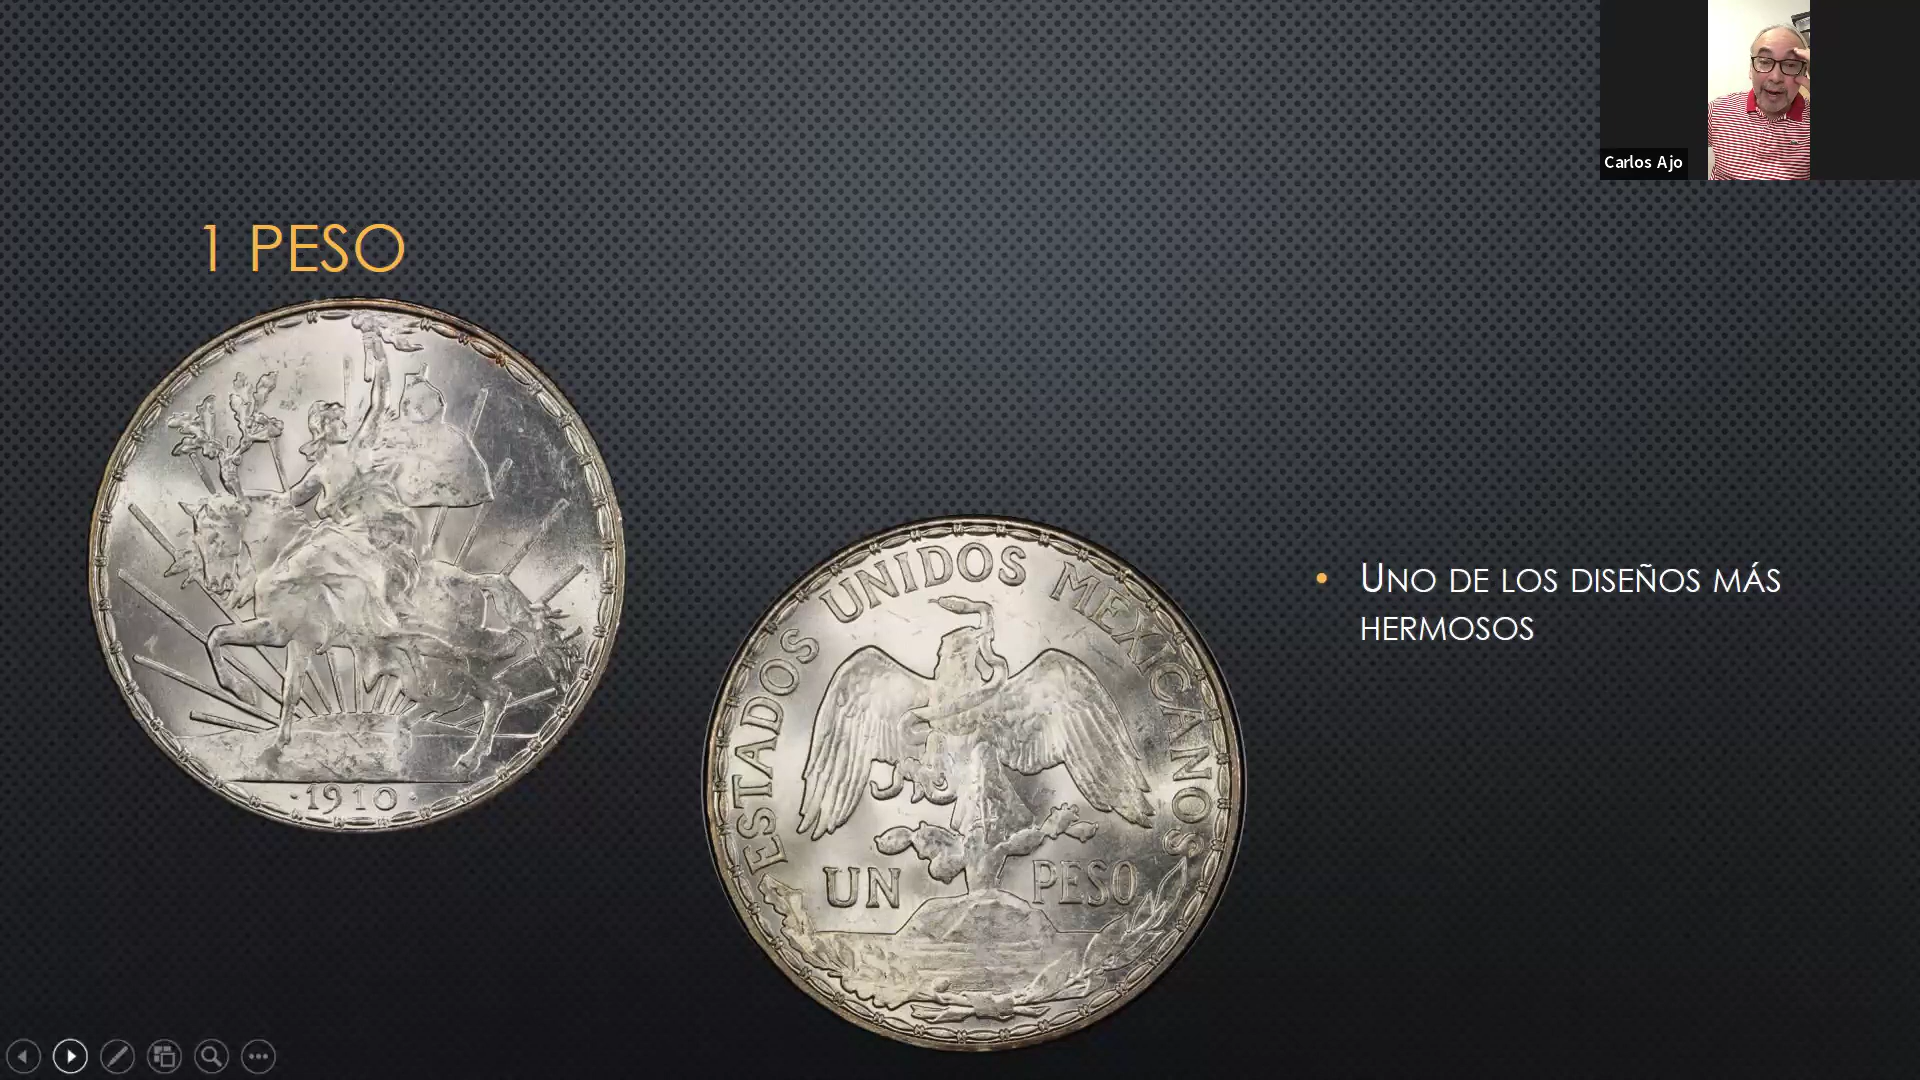 Carlos Ajo
1 PESO
·1910·
ESTADOS UNIDOS MEXICANOS
UN PESO
• UNO DE LOS DISEÑOS MÁS
HERMOSOS